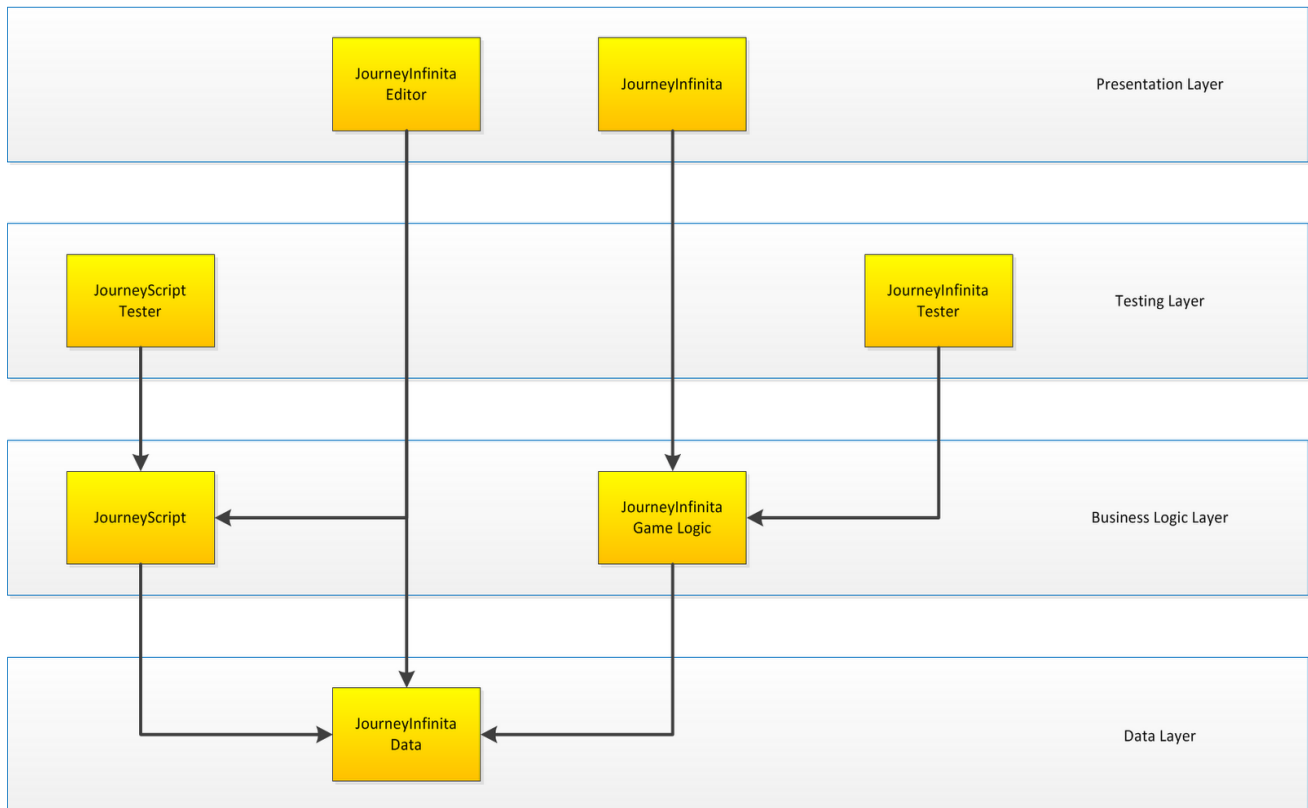 JourneyInfinita
Editor
JourneyInfinita
Presentation Layer
JourneyScript
Tester
JourneyInfinita
Tester
Testing Layer
JourneyScript
JourneyInfinita
Game Logic
Business Logic Layer
JourneyInfinita
Data
Data Layer